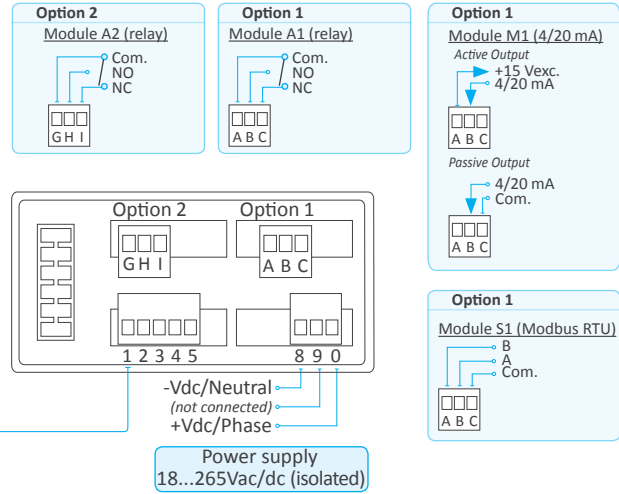 Option 2
Module A2 (relay)
Com.
NO
NC
G H I
Option 1
Module A1 (relay)
Com.
NO
NC
A B C
Option 1
Module M1 (4/20 mA)
Active Output
+15 Vexc.
4/20 mA
A B C
Passive Output
4/20 mA
Com.
A B C
Option 2
Option 1
G H I
A B C
1 2 3 4 5
8 9 0
-Vdc/Neutral
(not connected)
+Vdc/Phase
Power supply
18...265Vac/dc (isolated)
Option 1
Module S1 (Modbus RTU)
B
A
Com.
A B C